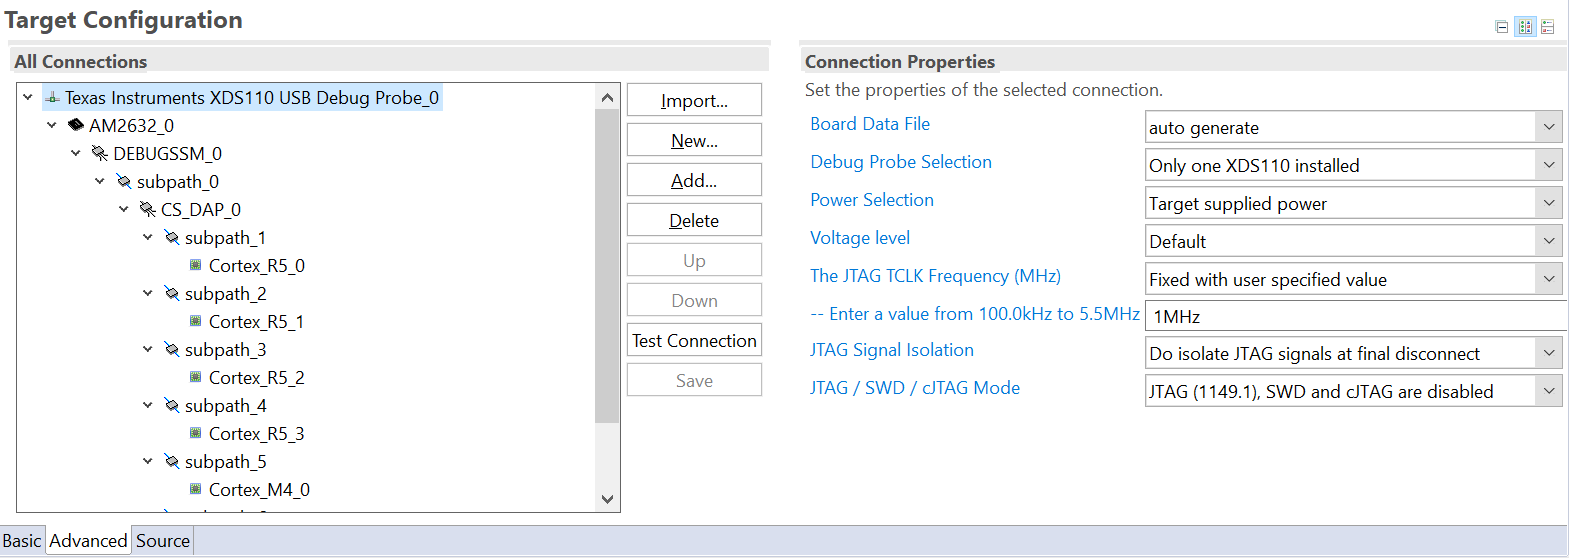 Target Configuration
All Connections
Texas Instruments XDS110 USB Debug Probe_0
AM2632_0
DEBUGSSM_0
subpath_0
CS_DAP_0
subpath_1
Cortex_R5_0
subpath_2
Cortex_R5_1
subpath_3
Cortex_R5_2
subpath_4
Cortex_R5_3
subpath_5
Cortex_M4_0
Import...
New...
Add...
Delete
Up
Down
Test Connection
Save
Connection Properties
Set the properties of the selected connection.
Board Data File auto generate
Debug Probe Selection Only one XDS110 installed
Power Selection Target supplied power
Voltage level Default
The JTAG TCLK Frequency (MHz) Fixed with user specified value
-- Enter a value from 100.0kHz to 5.5MHz 1MHz
JTAG Signal Isolation Do isolate JTAG signals at final disconnect
JTAG / SWD / cJTAG Mode JTAG (1149.1), SWD and cJTAG are disabled
Basic Advanced Source